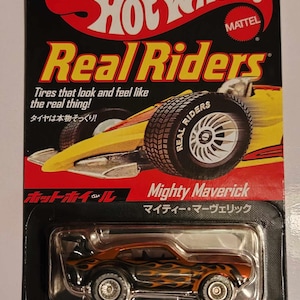 Hot Wheels
MATTEL
Real Riders
Tires that look and feel like
the real thing!
タイヤは本物そっくり!
REAL RIDERS
ホットホイール
Mighty Maverick
マイティー・マーヴェリック